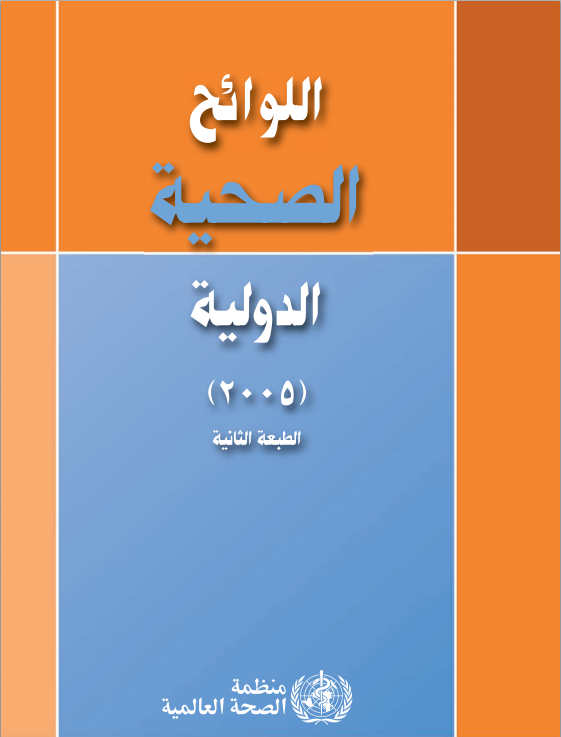 اللوائح
الصحية
الدولية
(٢٠٠٥)
الطبعة الثانية
منظمة
الصحة العالمية